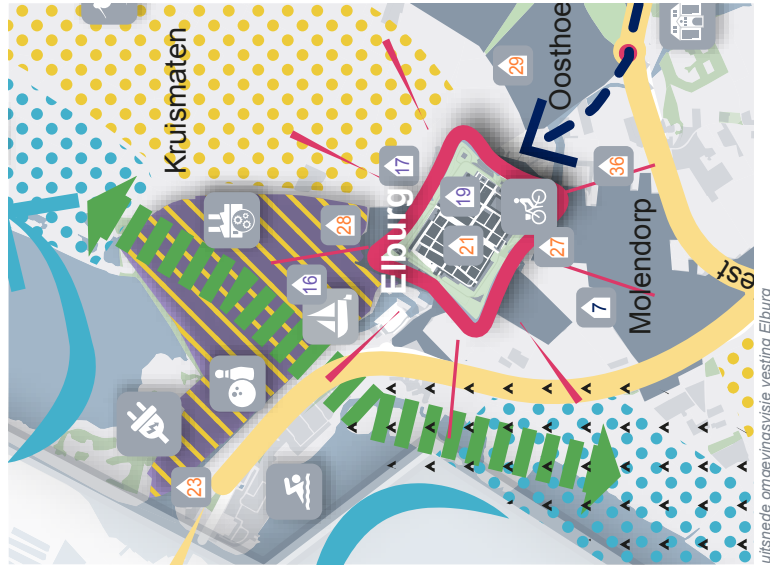 Kruismaten
Oosthoe
29
17
Elburg
19
36
28
21
27
16
Molendorp
7
est
23
uitsnede omgevingsvisie vesting Elburg